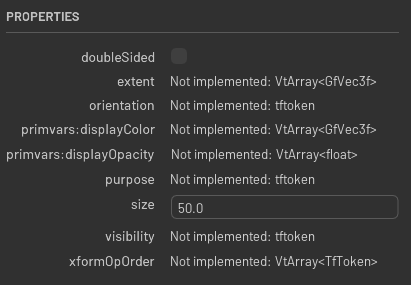 PROPERTIES
doubleSided
extent Not implemented: VtArray<GfVec3f>
orientation Not implemented: tftoken
primvars:displayColor Not implemented: VtArray<GfVec3f>
primvars:displayOpacity Not implemented: VtArray<float>
purpose Not implemented: tftoken
size 50.0
visibility Not implemented: tftoken
xformOpOrder Not implemented: VtArray<TfToken>